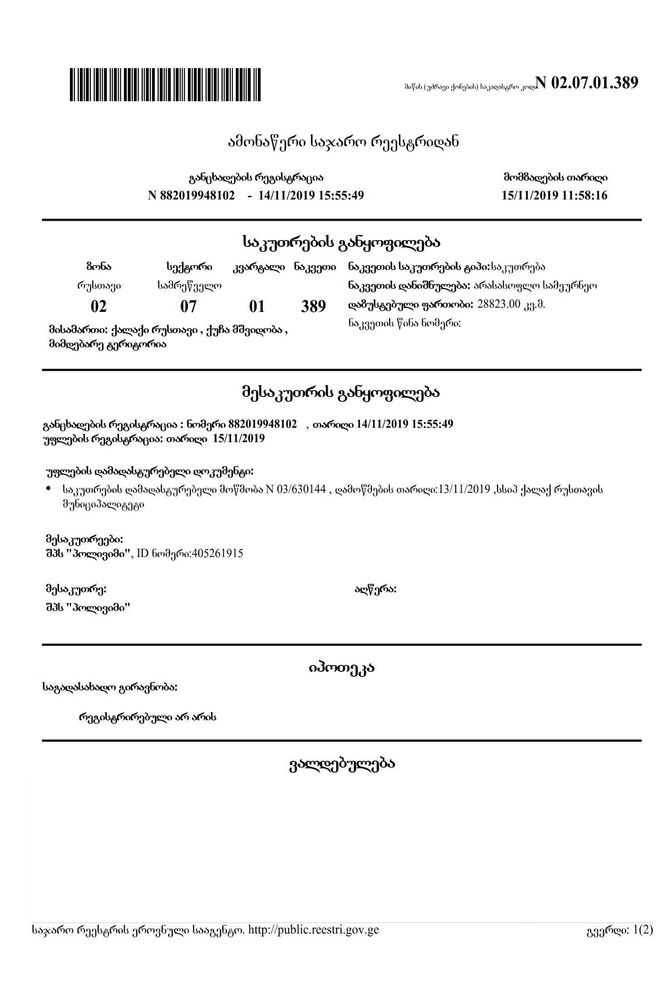 მიწის (უძრავი ქონების) საკადასტრო კოდი N 02.07.01.389
ამონაწერი საჯარო რეესტრიდან
განცხადების რეგისტრაცია
N 882019948102 - 14/11/2019 15:55:49
მომზადების თარიღი
15/11/2019 11:58:16
საკუთრების განყოფილება
ზონა სექტორი კვარტალი ნაკვეთი
რუსთავი სამრეწველო
02 07 01 389
მისამართი: ქალაქი რუსთავი , ქუჩა მშვიდობა ,
მიმდებარე ტერიტორია
ნაკვეთის საკუთრების ტიპი:საკუთრება
ნაკვეთის დანიშნულება: არასასოფლო სამეურნეო
დაზუსტებული ფართობი: 28823.00 კვ.მ.
ნაკვეთის წინა ნომერი:
მესაკუთრის განყოფილება
განცხადების რეგისტრაცია : ნომერი 882019948102 , თარიღი 14/11/2019 15:55:49
უფლების რეგისტრაცია: თარიღი 15/11/2019
უფლების დამადასტურებელი დოკუმენტი:
• საკუთრების დამადასტურებელი მოწმობა N 03/630144 , დამოწმების თარიღი:13/11/2019 ,სსიპ ქალაქ რუსთავის
მუნიციპალიტეტი
მესაკუთრეები:
შპს "პოლივიმი", ID ნომერი:405261915
მესაკუთრე: აღწერა:
შპს "პოლივიმი"
იპოთეკა
საგადასახადო გირავნობა:
რეგისტრირებული არ არის
ვალდებულება
საჯარო რეესტრის ეროვნული სააგენტო. http://public.reestri.gov.ge გვერდი: 1(2)